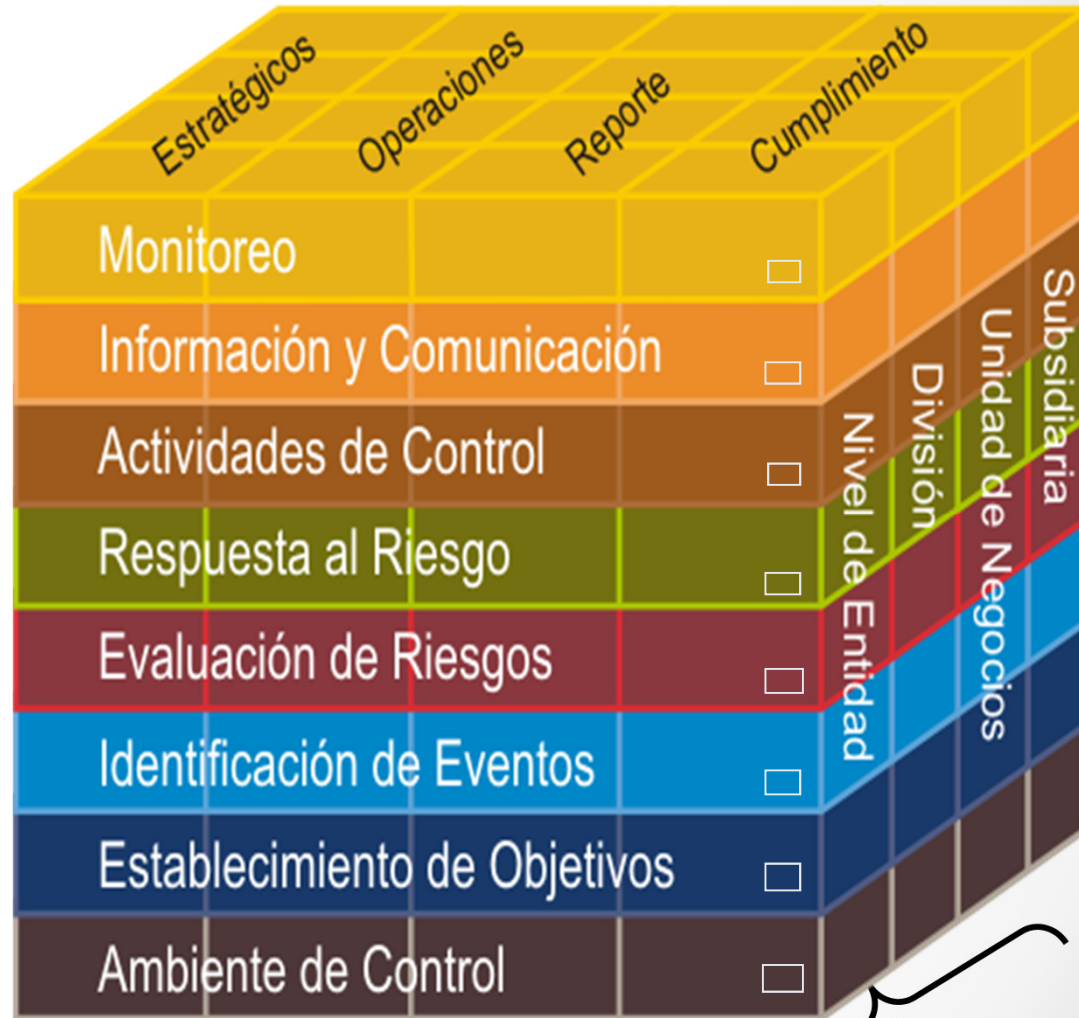 Estratégicos
Operaciones
Reporte
Cumplimiento
Monitoreo
Información y Comunicación
Actividades de Control
Respuesta al Riesgo
Evaluación de Riesgos
Identificación de Eventos
Establecimiento de Objetivos
Ambiente de Control
Nivel de Entidad
División
Unidad de Negocios
Subsidiaria